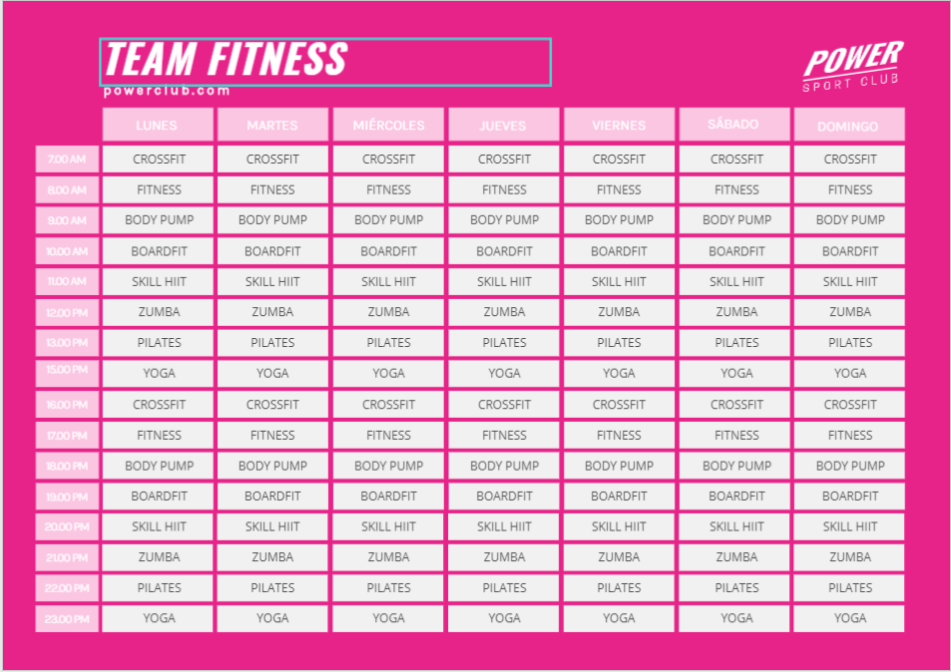 TEAM FITNESS
powerclub.com
POWER
SPORT CLUB
LUNES MARTES MIÉRCOLES JUEVES VIERNES SÁBADO DOMINGO
7.00 AM CROSSFIT CROSSFIT CROSSFIT CROSSFIT CROSSFIT CROSSFIT CROSSFIT
8.00 AM FITNESS FITNESS FITNESS FITNESS FITNESS FITNESS FITNESS
9.00 AM BODY PUMP BODY PUMP BODY PUMP BODY PUMP BODY PUMP BODY PUMP BODY PUMP
10.00 AM BOARDFIT BOARDFIT BOARDFIT BOARDFIT BOARDFIT BOARDFIT BOARDFIT
11.00 AM SKILL HIIT SKILL HIIT SKILL HIIT SKILL HIIT SKILL HIIT SKILL HIIT SKILL HIIT
12.00 PM ZUMBA ZUMBA ZUMBA ZUMBA ZUMBA ZUMBA ZUMBA
13.00 PM PILATES PILATES PILATES PILATES PILATES PILATES PILATES
15.00 PM YOGA YOGA YOGA YOGA YOGA YOGA YOGA
16.00 PM CROSSFIT CROSSFIT CROSSFIT CROSSFIT CROSSFIT CROSSFIT CROSSFIT
17.00 PM FITNESS FITNESS FITNESS FITNESS FITNESS FITNESS FITNESS
18.00 PM BODY PUMP BODY PUMP BODY PUMP BODY PUMP BODY PUMP BODY PUMP BODY PUMP
19.00 PM BOARDFIT BOARDFIT BOARDFIT BOARDFIT BOARDFIT BOARDFIT BOARDFIT
20.00 PM SKILL HIIT SKILL HIIT SKILL HIIT SKILL HIIT SKILL HIIT SKILL HIIT SKILL HIIT
21.00 PM ZUMBA ZUMBA ZUMBA ZUMBA ZUMBA ZUMBA ZUMBA
22.00 PM PILATES PILATES PILATES PILATES PILATES PILATES PILATES
23.00 PM YOGA YOGA YOGA YOGA YOGA YOGA YOGA